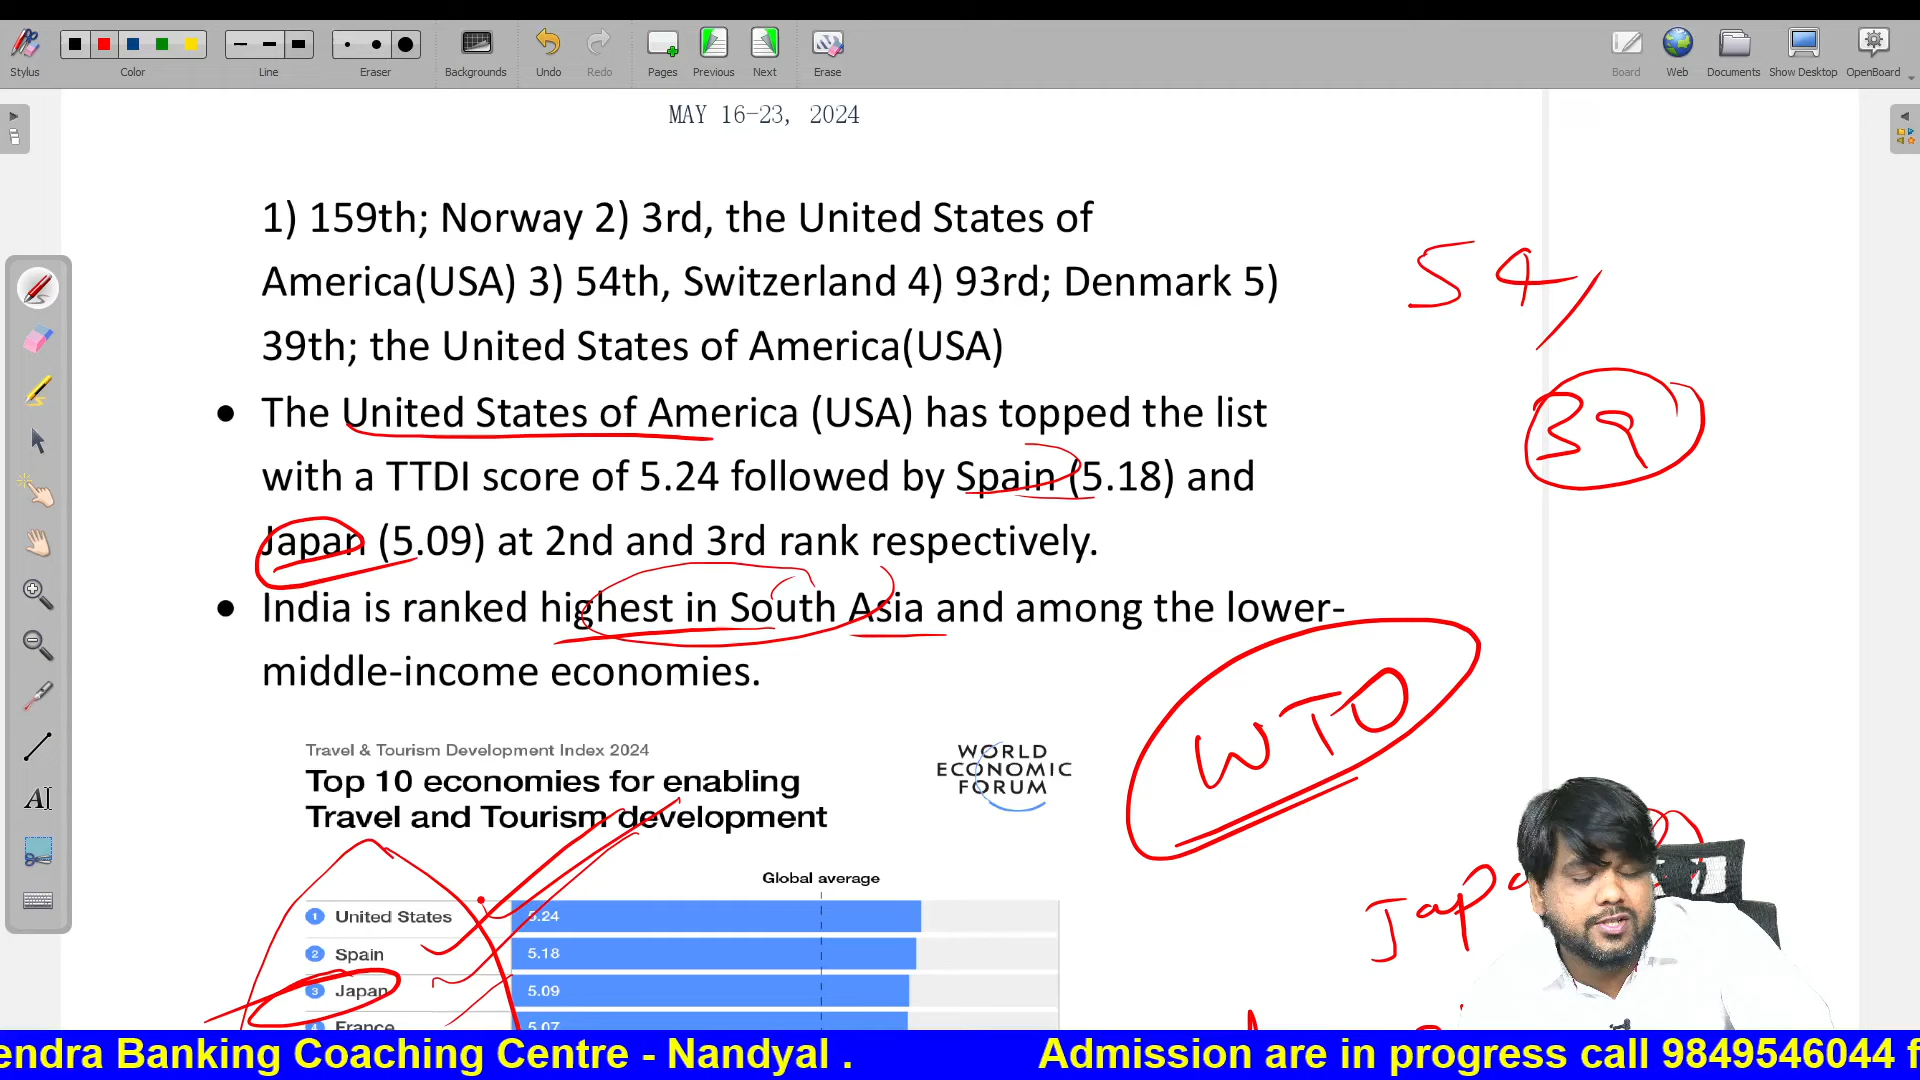 Stylus
Color
Line
Eraser
Backgrounds
Undo
Redo
Pages
Previous
Next
Erase
Board
Web
Documents
Show Desktop
OpenBoard
MAY 16-23, 2024
1) 159th; Norway 2) 3rd, the United States of
America(USA) 3) 54th, Switzerland 4) 93rd; Denmark 5)
39th; the United States of America(USA)
54
39
• The United States of America (USA) has topped the list
with a TTDI score of 5.24 followed by Spain (5.18) and
Japan (5.09) at 2nd and 3rd rank respectively.
• India is ranked highest in South Asia and among the lower-
middle-income economies.
WTO
Travel & Tourism Development Index 2024
Top 10 economies for enabling
Travel and Tourism development
WORLD
ECONOMIC
FORUM
Global average
1 United States 5.24
2 Spain 5.18
3 Japan 5.09
4 France 5.07
endra Banking Coaching Centre - Nandyal .
Admission are in progress call 9849546044 f